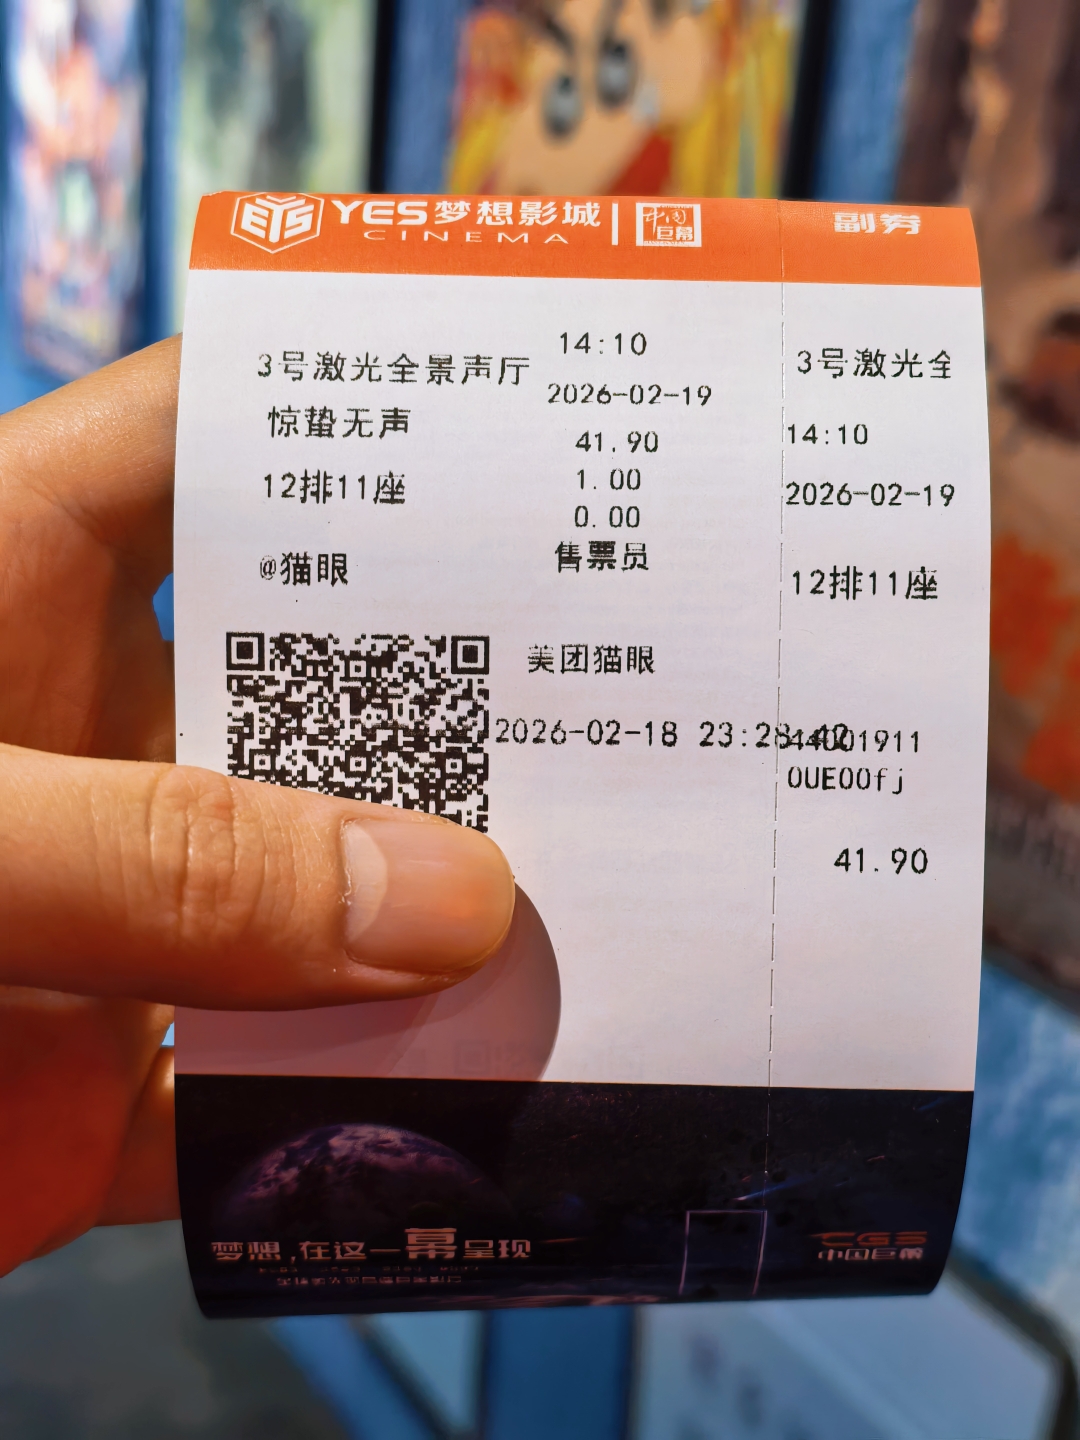 YES梦想影城
CINEMA
中国巨幕
副券
3号激光全景声厅
14:10
2026-02-19
惊蛰无声
41.90
12排11座
1.00
0.00
@猫眼
售票员
美团猫眼
2026-02-18 23:28:42
3号激光全
14:10
2026-02-19
12排11座
44001911
0UE00fj
41.90
梦想,在这一幕呈现
CGS
中国巨幕